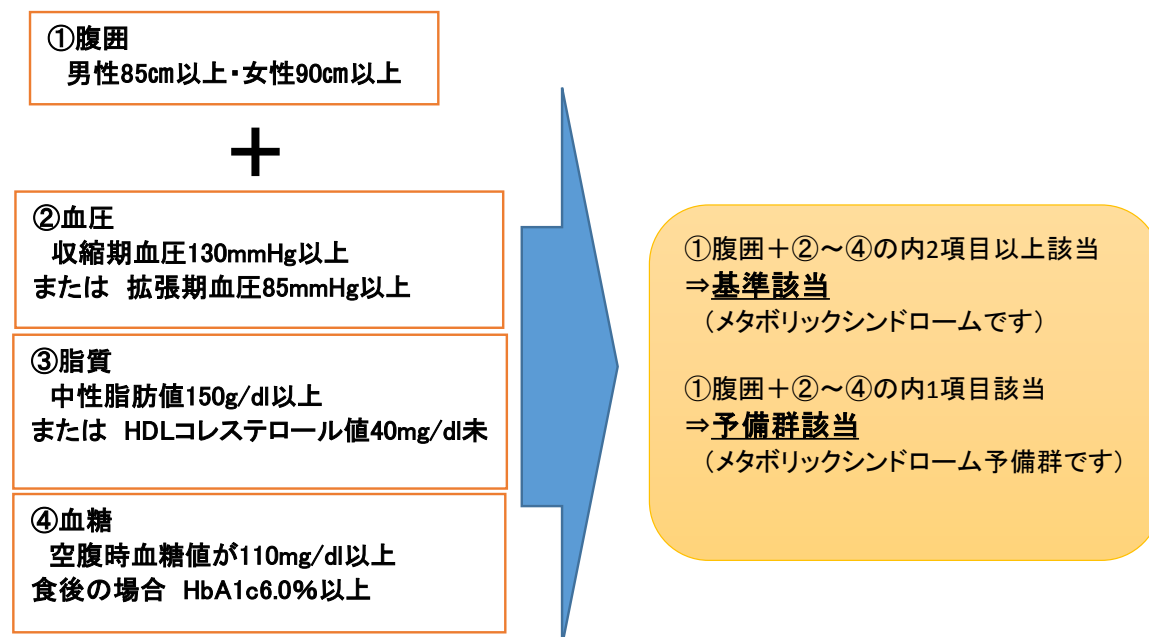 ①腹囲
男性85㎝以上・女性90㎝以上
＋
②血圧
収縮期血圧130mmHg以上
または 拡張期血圧85mmHg以上
③脂質
中性脂肪値150g/dl以上
または HDLコレステロール値40mg/dl未
④血糖
空腹時血糖値が110mg/dl以上
食後の場合 HbA1c6.0%以上
①腹囲＋②～④の内2項目以上該当
⇒基準該当
（メタボリックシンドロームです）
①腹囲＋②～④の内1項目該当
⇒予備群該当
（メタボリックシンドローム予備群です）